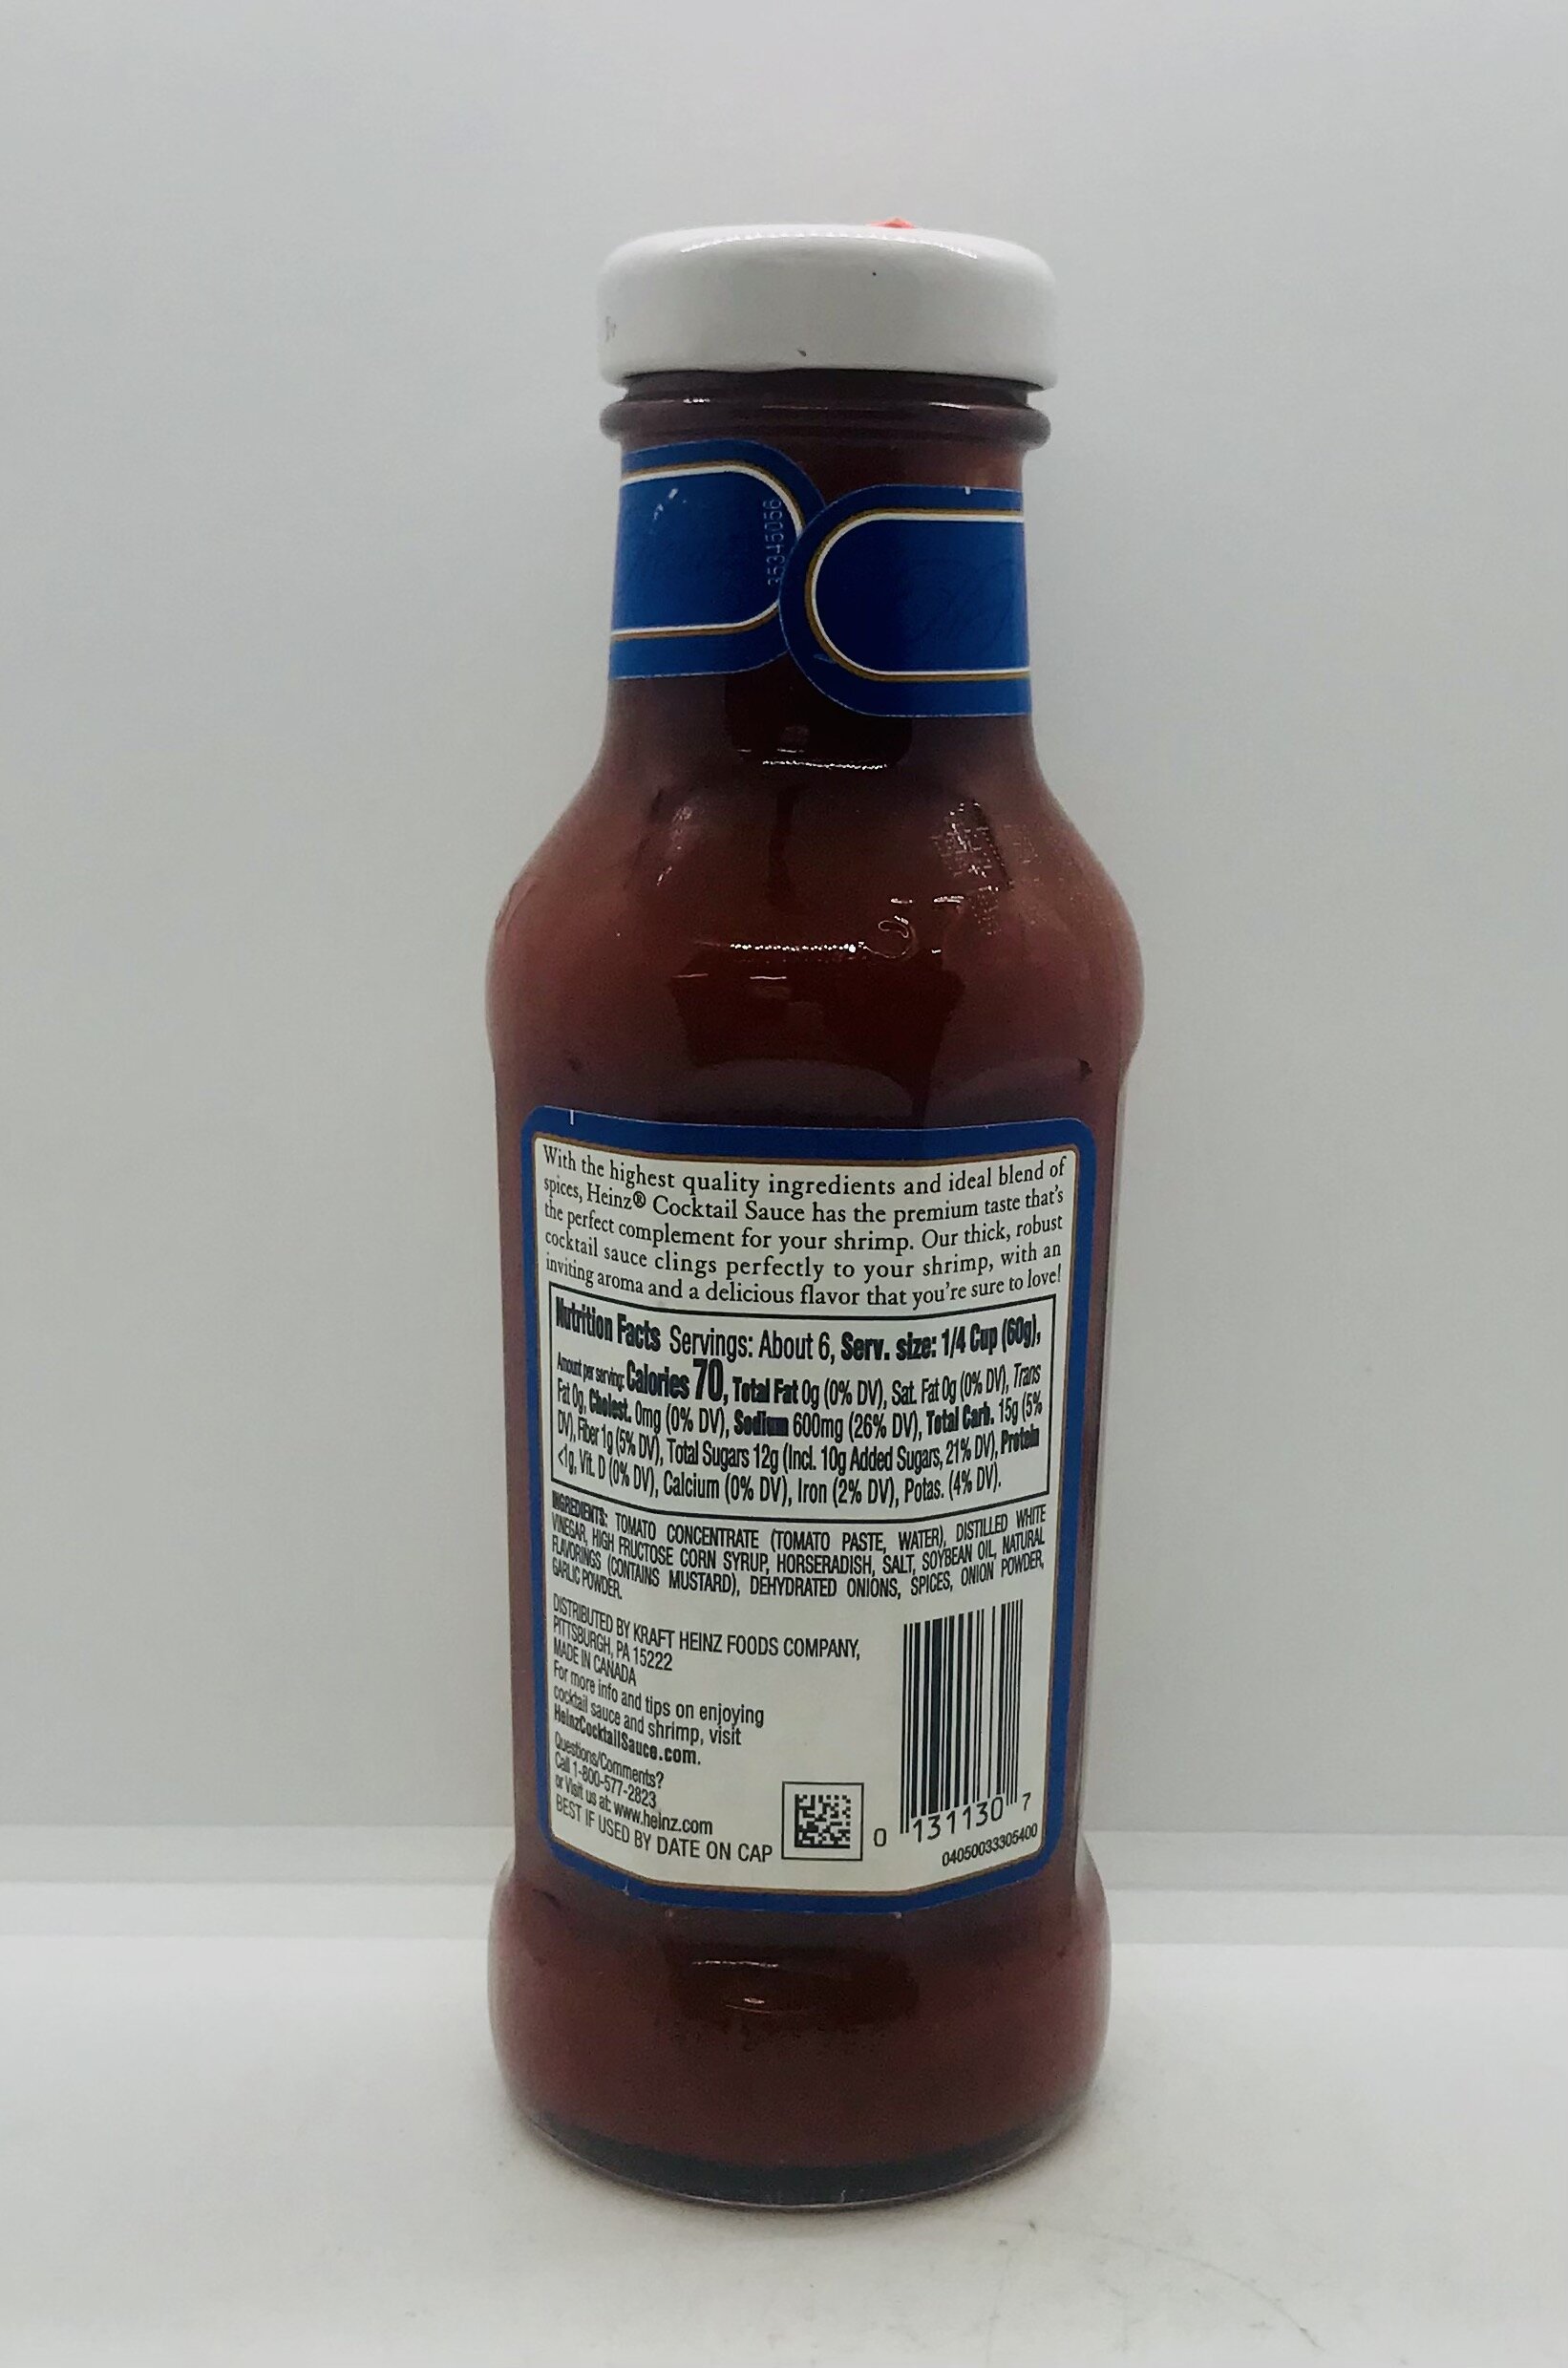 35345056
With the highest quality ingredients and ideal blend of
spices, Heinz® Cocktail Sauce has the premium taste that's
the perfect complement for your shrimp. Our thick, robust
cocktail sauce clings perfectly to your shrimp, with an
inviting aroma and a delicious flavor that you're sure to love!
Nutrition Facts Servings: About 6, Serv. size: 1/4 Cup (60g),
Amount per serving: Calories 70, Total Fat 0g (0% DV), Sat. Fat 0g (0% DV), Trans
Fat 0g, Cholest. 0mg (0% DV), Sodium 600mg (26% DV), Total Carb. 15g (5%
DV), Fiber 1g (5% DV), Total Sugars 12g (Incl. 10g Added Sugars, 21% DV), Protein
<1g, Vit. D (0% DV), Calcium (0% DV), Iron (2% DV), Potas. (4% DV).
INGREDIENTS: TOMATO CONCENTRATE (TOMATO PASTE, WATER), DISTILLED WHITE
VINEGAR, HIGH FRUCTOSE CORN SYRUP, HORSERADISH, SALT, SOYBEAN OIL, NATURAL
FLAVORINGS (CONTAINS MUSTARD), DEHYDRATED ONIONS, SPICES, ONION POWDER,
GARLIC POWDER.
DISTRIBUTED BY KRAFT HEINZ FOODS COMPANY,
PITTSBURGH, PA 15222
MADE IN CANADA
For more info and tips on enjoying
cocktail sauce and shrimp, visit
HeinzCocktailSauce.com.
Questions/Comments?
Call 1-800-577-2823
or Visit us at: www.heinz.com
BEST IF USED BY DATE ON CAP
0 131130 7
04050033305400